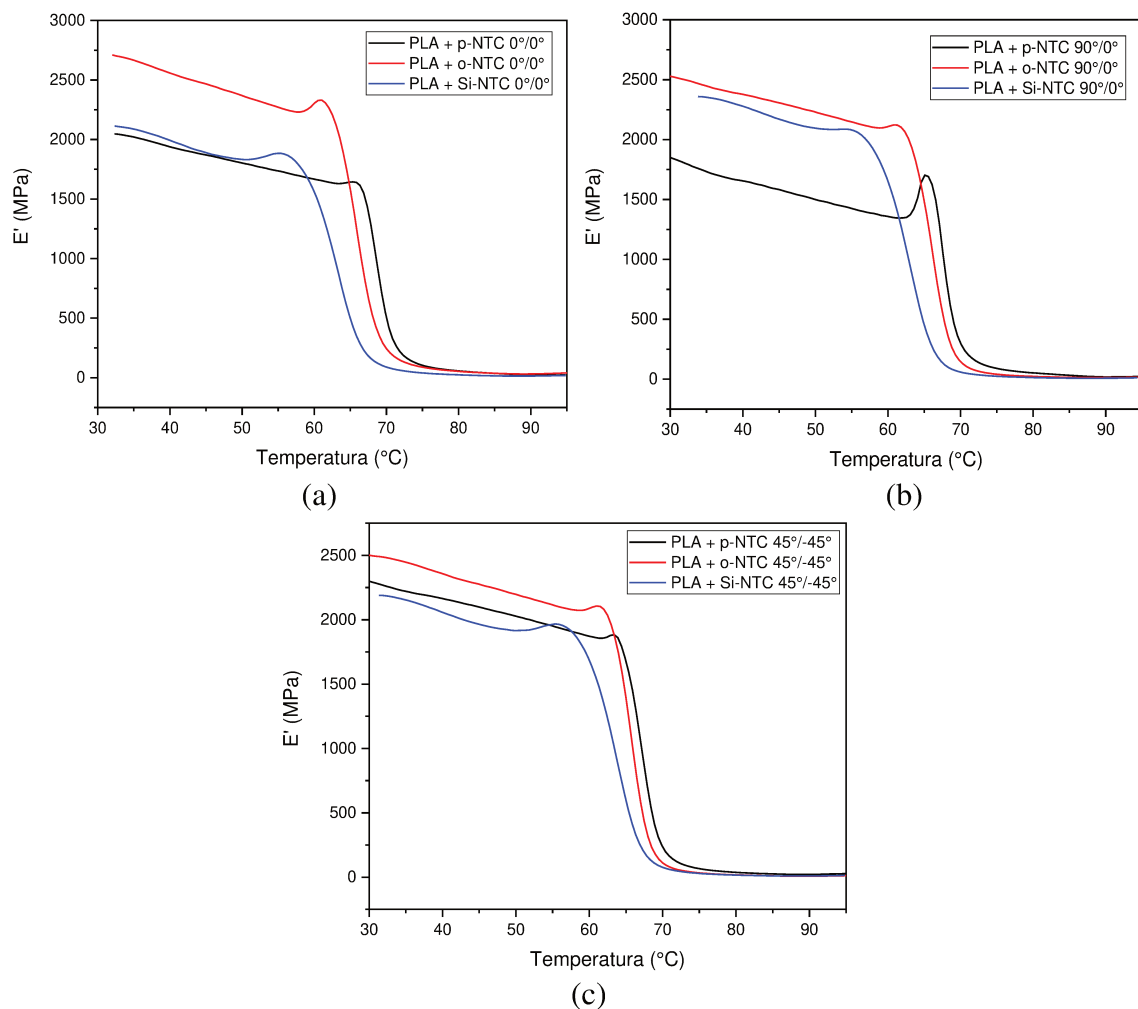 3000
2500
2000
1500
1000
500
0
E' (MPa)
PLA + p-NTC 0°/0°
PLA + o-NTC 0°/0°
PLA + Si-NTC 0°/0°
30 40 50 60 70 80 90
Temperatura (°C)
(a)
3000
2500
2000
1500
1000
500
0
E' (MPa)
PLA + p-NTC 90°/0°
PLA + o-NTC 90°/0°
PLA + Si-NTC 90°/0°
30 40 50 60 70 80 90
Temperatura (°C)
(b)
2500
2000
1500
1000
500
0
E' (MPa)
PLA + p-NTC 45°/-45°
PLA + o-NTC 45°/-45°
PLA + Si-NTC 45°/-45°
30 40 50 60 70 80 90
Temperatura (°C)
(c)